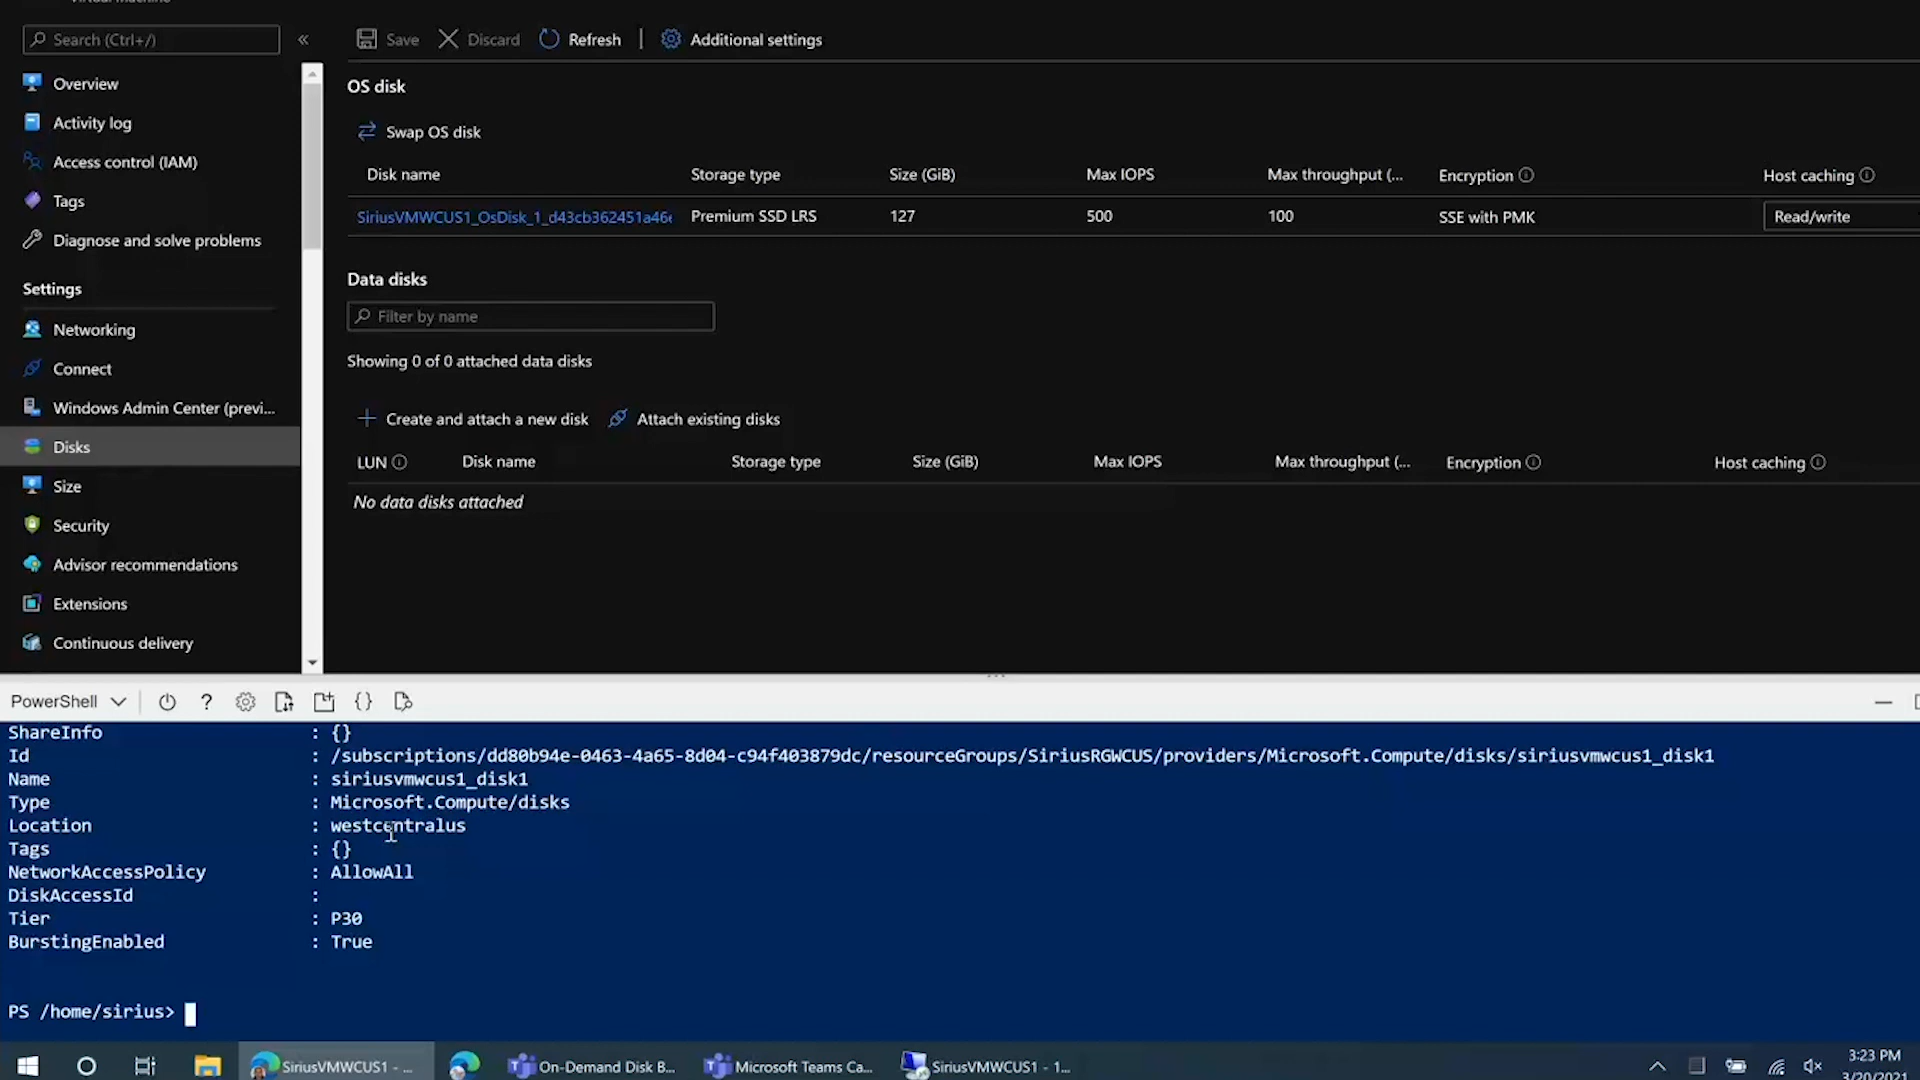 Search (Ctrl+/)
«
Save
Discard
Refresh
Additional settings
Overview
Activity log
Access control (IAM)
Tags
Diagnose and solve problems
Settings
Networking
Connect
Windows Admin Center (previ...
Disks
Size
Security
Advisor recommendations
Extensions
Continuous delivery
OS disk
Swap OS disk
Disk name Storage type Size (GiB) Max IOPS Max throughput (... Encryption Host caching
SiriusVMWCUS1_OsDisk_1_d43cb362451a46e Premium SSD LRS 127 500 100 SSE with PMK Read/write
Data disks
Filter by name
Showing 0 of 0 attached data disks
Create and attach a new disk Attach existing disks
LUN Disk name Storage type Size (GiB) Max IOPS Max throughput (... Encryption Host caching
No data disks attached
PowerShell ? {}
ShareInfo : {}
Id : /subscriptions/dd80b94e-0463-4a65-8d04-c94f403879dc/resourceGroups/SiriusRGWCUS/providers/Microsoft.Compute/disks/siriusvmwcus1_disk1
Name : siriusvmwcus1_disk1
Type : Microsoft.Compute/disks
Location : westcentralus
Tags : {}
NetworkAccessPolicy : AllowAll
DiskAccessId :
Tier : P30
BurstingEnabled : True
PS /home/sirius>
SiriusVMWCUS1 - ...
On-Demand Disk B...
Microsoft Teams Ca...
SiriusVMWCUS1 - 1...
3:23 PM
3/20/2021